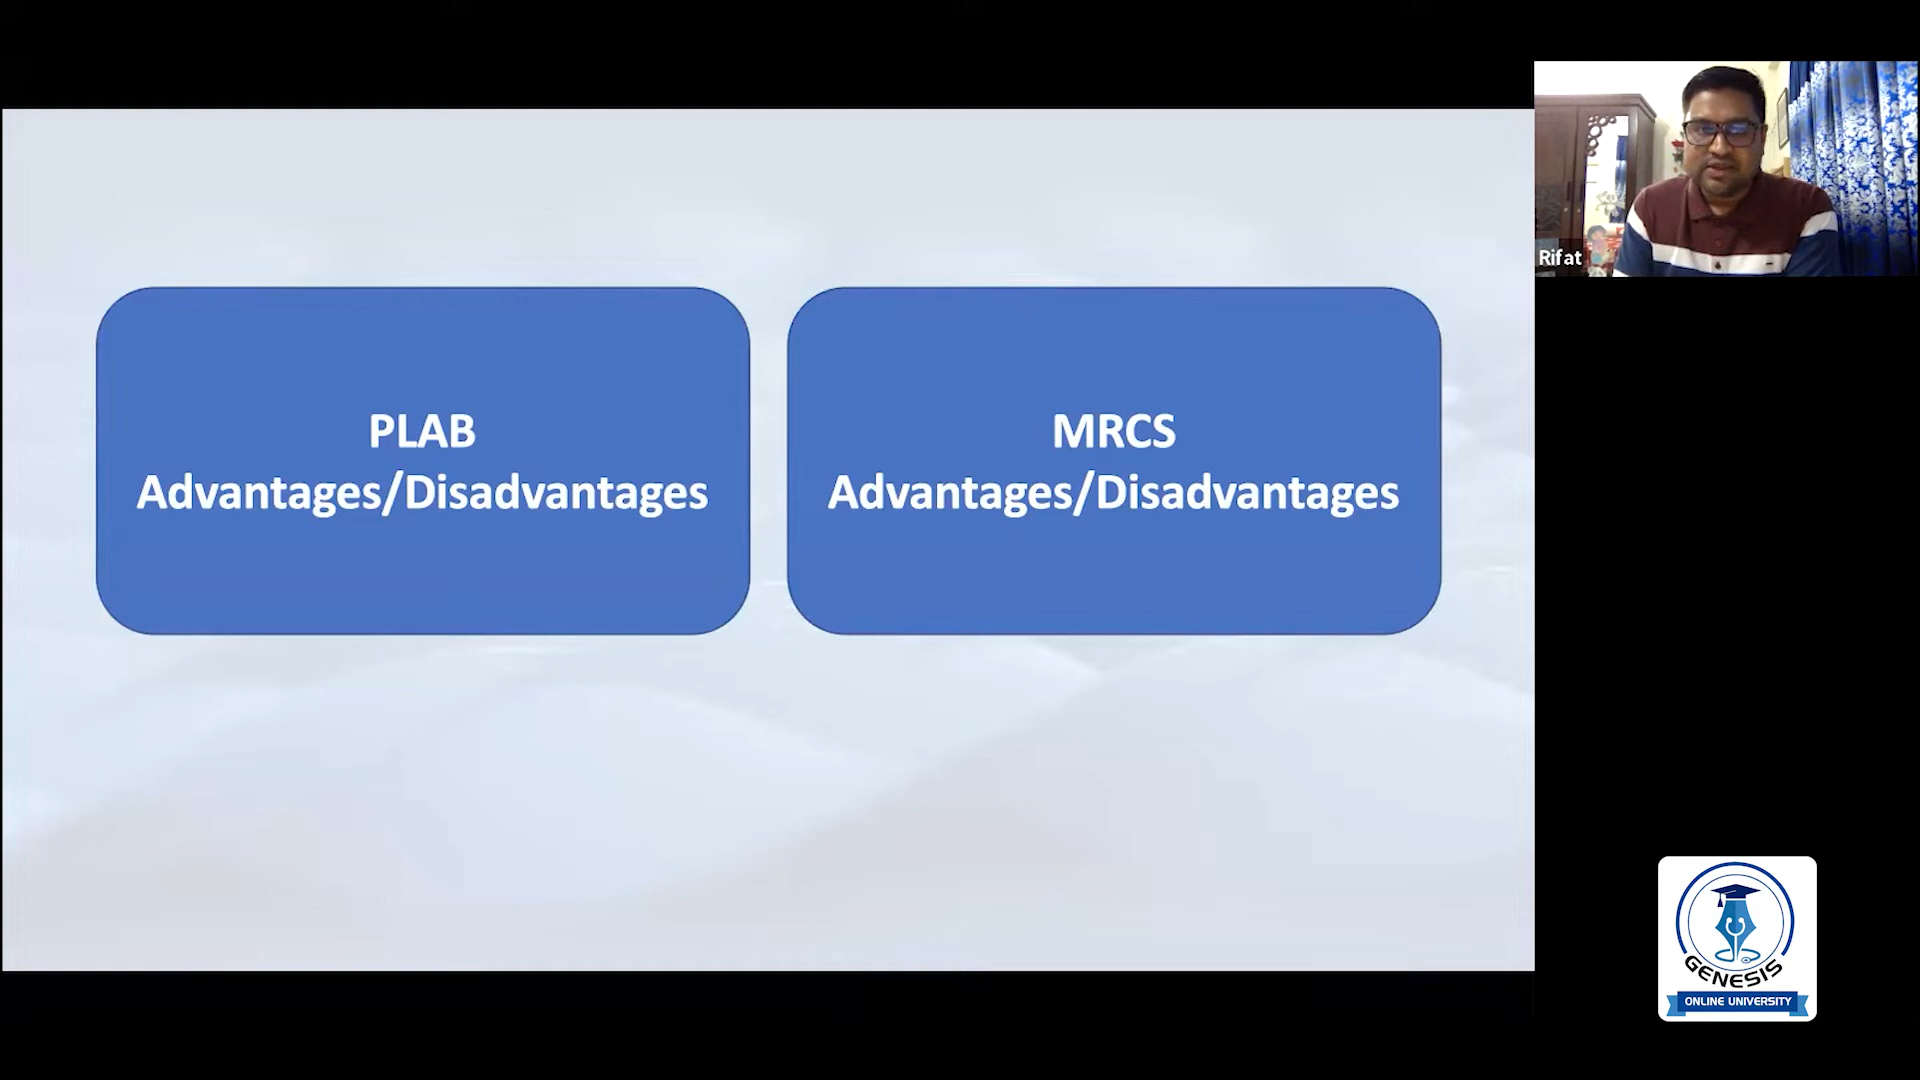 PLAB
Advantages/Disadvantages
MRCS
Advantages/Disadvantages
Rifat
GENESIS
ONLINE UNIVERSITY